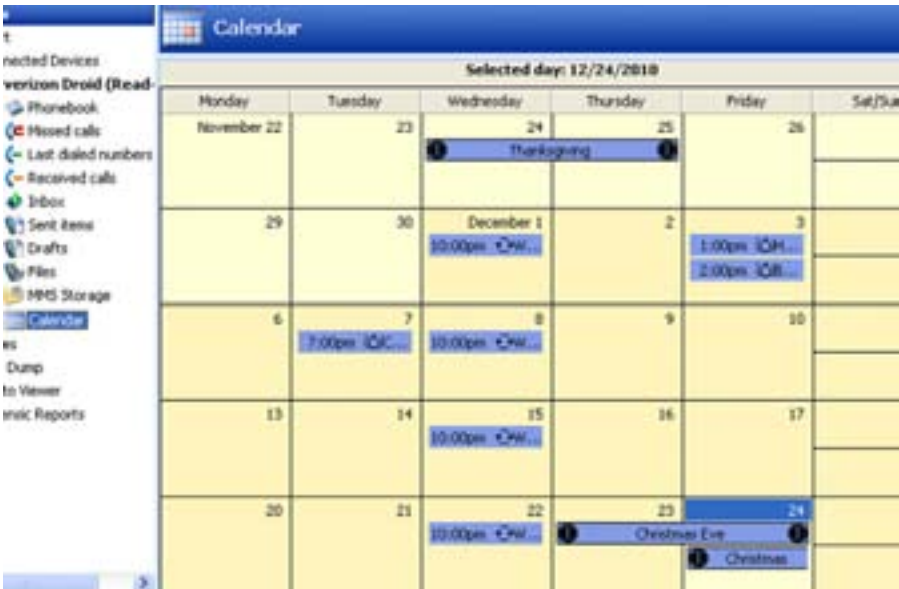 Calendar
Selected day: 12/24/2010
nnected Devices
verizon Droid (Read-
Phonebook
Missed calls
Last dialed numbers
Received calls
Inbox
Sent items
Drafts
Files
MMS Storage
Calendar
es
Dump
to Viewer
ensic Reports
Monday Tuesday Wednesday Thursday Friday Sat/Sun
November 22 23 24 25 26
Thanksgiving
29 30 December 1 2 3
10:00pm W... 1:00pm M...
2:00pm B...
6 7 8 9 10
7:00pm C... 10:00pm W...
13 14 15 16 17
10:00pm W...
20 21 22 23 24
10:00pm W... Christmas Eve
Christmas